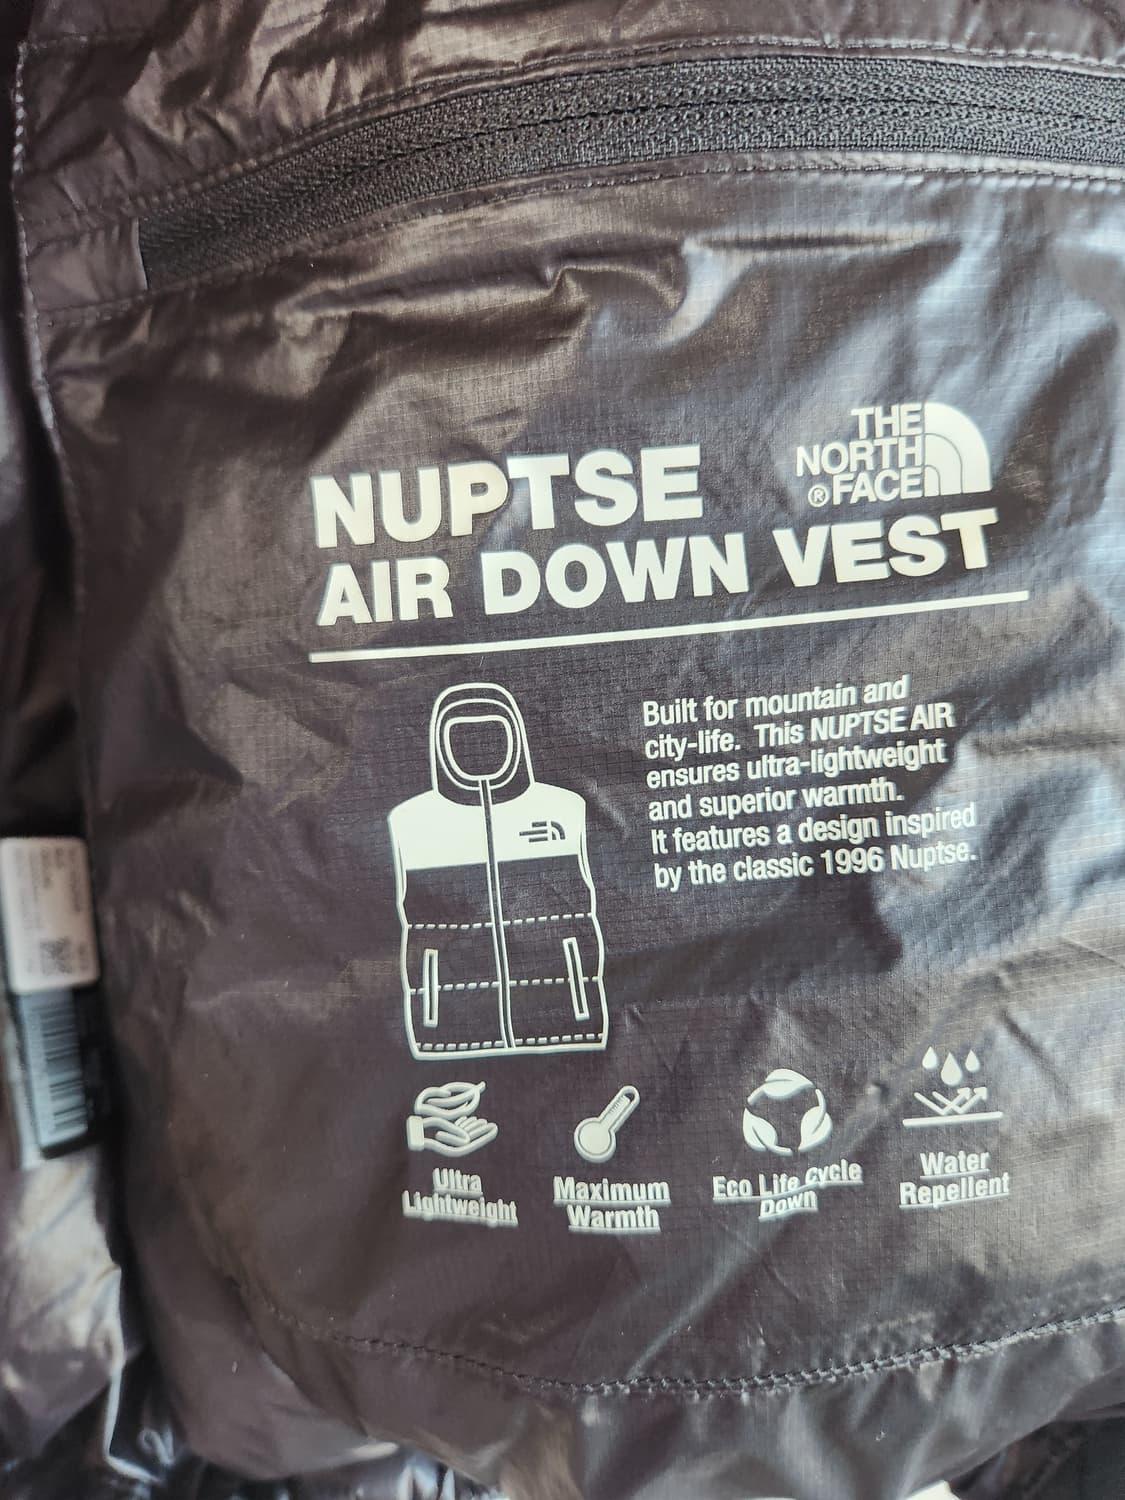 THE
NORTH
® FACE
NUPTSE
AIR DOWN VEST
Built for mountain and
city-life. This NUPTSE AIR
ensures ultra-lightweight
and superior warmth.
It features a design inspired
by the classic 1996 Nuptse.
Ultra
Lightweight
Maximum
Warmth
Eco Life Cycle
Down
Water
Repellent